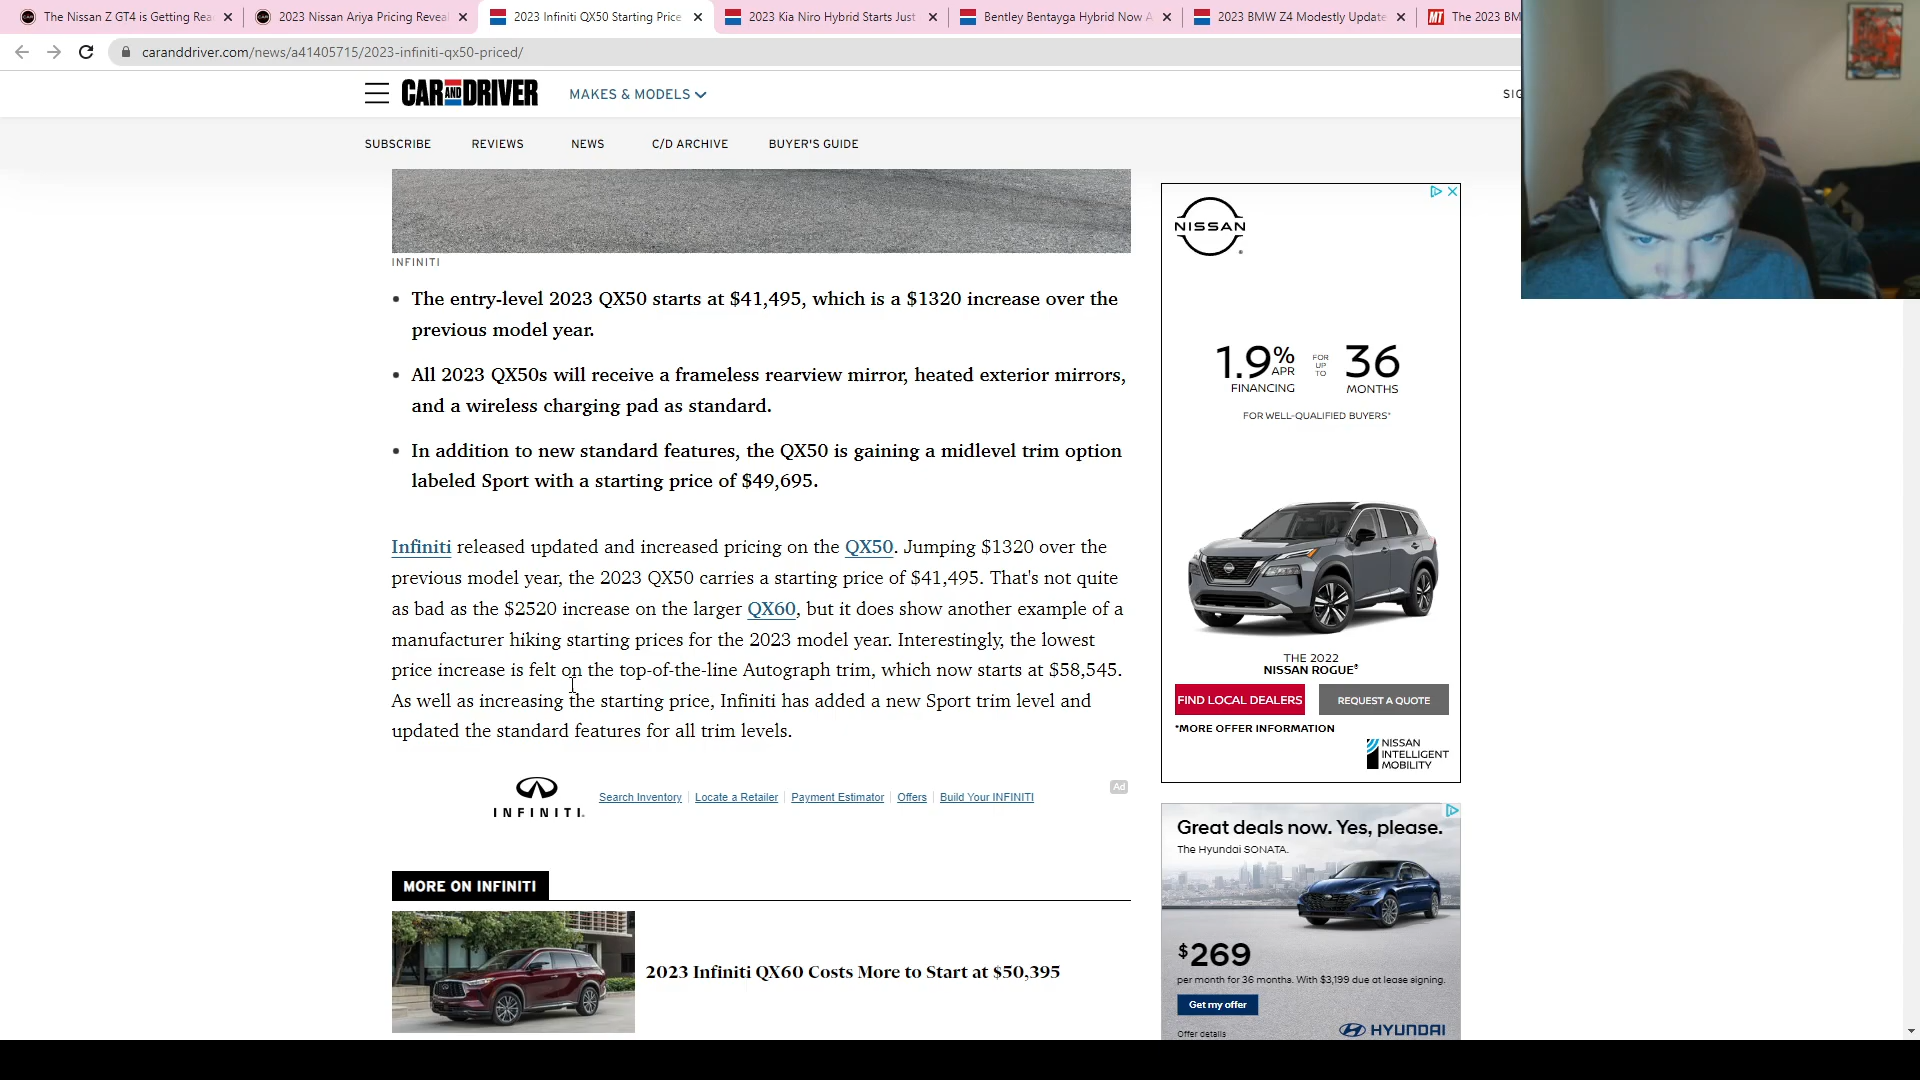 The Nissan Z GT4 is Getting Rea
2023 Nissan Ariya Pricing Reveal
2023 Infiniti QX50 Starting Price
2023 Kia Niro Hybrid Starts Just
Bentley Bentayga Hybrid Now A
2023 BMW Z4 Modestly Update
The 2023 BM
caranddriver.com/news/a41405715/2023-infiniti-qx50-priced/
CAR AND DRIVER
MAKES & MODELS
SIG
SUBSCRIBE
REVIEWS
NEWS
C/D ARCHIVE
BUYER'S GUIDE
INFINITI
• The entry-level 2023 QX50 starts at $41,495, which is a $1320 increase over the
previous model year.
• All 2023 QX50s will receive a frameless rearview mirror, heated exterior mirrors,
and a wireless charging pad as standard.
• In addition to new standard features, the QX50 is gaining a midlevel trim option
labeled Sport with a starting price of $49,695.
Infiniti released updated and increased pricing on the QX50. Jumping $1320 over the
previous model year, the 2023 QX50 carries a starting price of $41,495. That's not quite
as bad as the $2520 increase on the larger QX60, but it does show another example of a
manufacturer hiking starting prices for the 2023 model year. Interestingly, the lowest
price increase is felt on the top-of-the-line Autograph trim, which now starts at $58,545.
As well as increasing the starting price, Infiniti has added a new Sport trim level and
updated the standard features for all trim levels.
INFINITI.
Search Inventory
Locate a Retailer
Payment Estimator
Offers
Build Your INFINITI
Ad
MORE ON INFINITI
2023 Infiniti QX60 Costs More to Start at $50,395
NISSAN
1.9% APR
FINANCING
FOR
UP
TO
36
MONTHS
FOR WELL-QUALIFIED BUYERS*
THE 2022
NISSAN ROGUE®
FIND LOCAL DEALERS
REQUEST A QUOTE
*MORE OFFER INFORMATION
NISSAN
INTELLIGENT
MOBILITY
Great deals now. Yes, please.
The Hyundai SONATA.
$269
per month for 36 months. With $3,199 due at lease signing.
Get my offer
Offer details
HYUNDAI